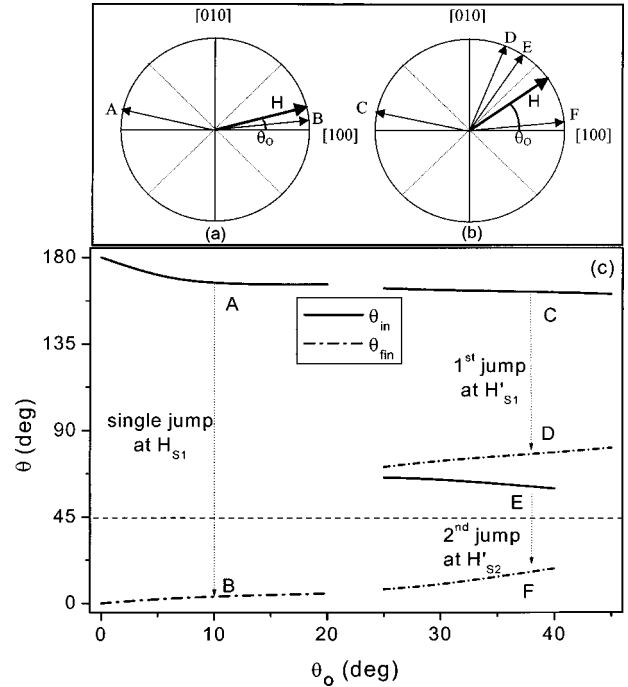 [010]
[010]
D
E
A
H
B
C
H
F
θo
[100]
θo
[100]
(a)
(b)
180
135
90
45
0
θ (deg)
(c)
θin
θfin
A
C
1st jump
at H'S1
single jump
at HS1
D
E
2nd jump
at H'S2
B
F
0
10
20
30
40
θo (deg)